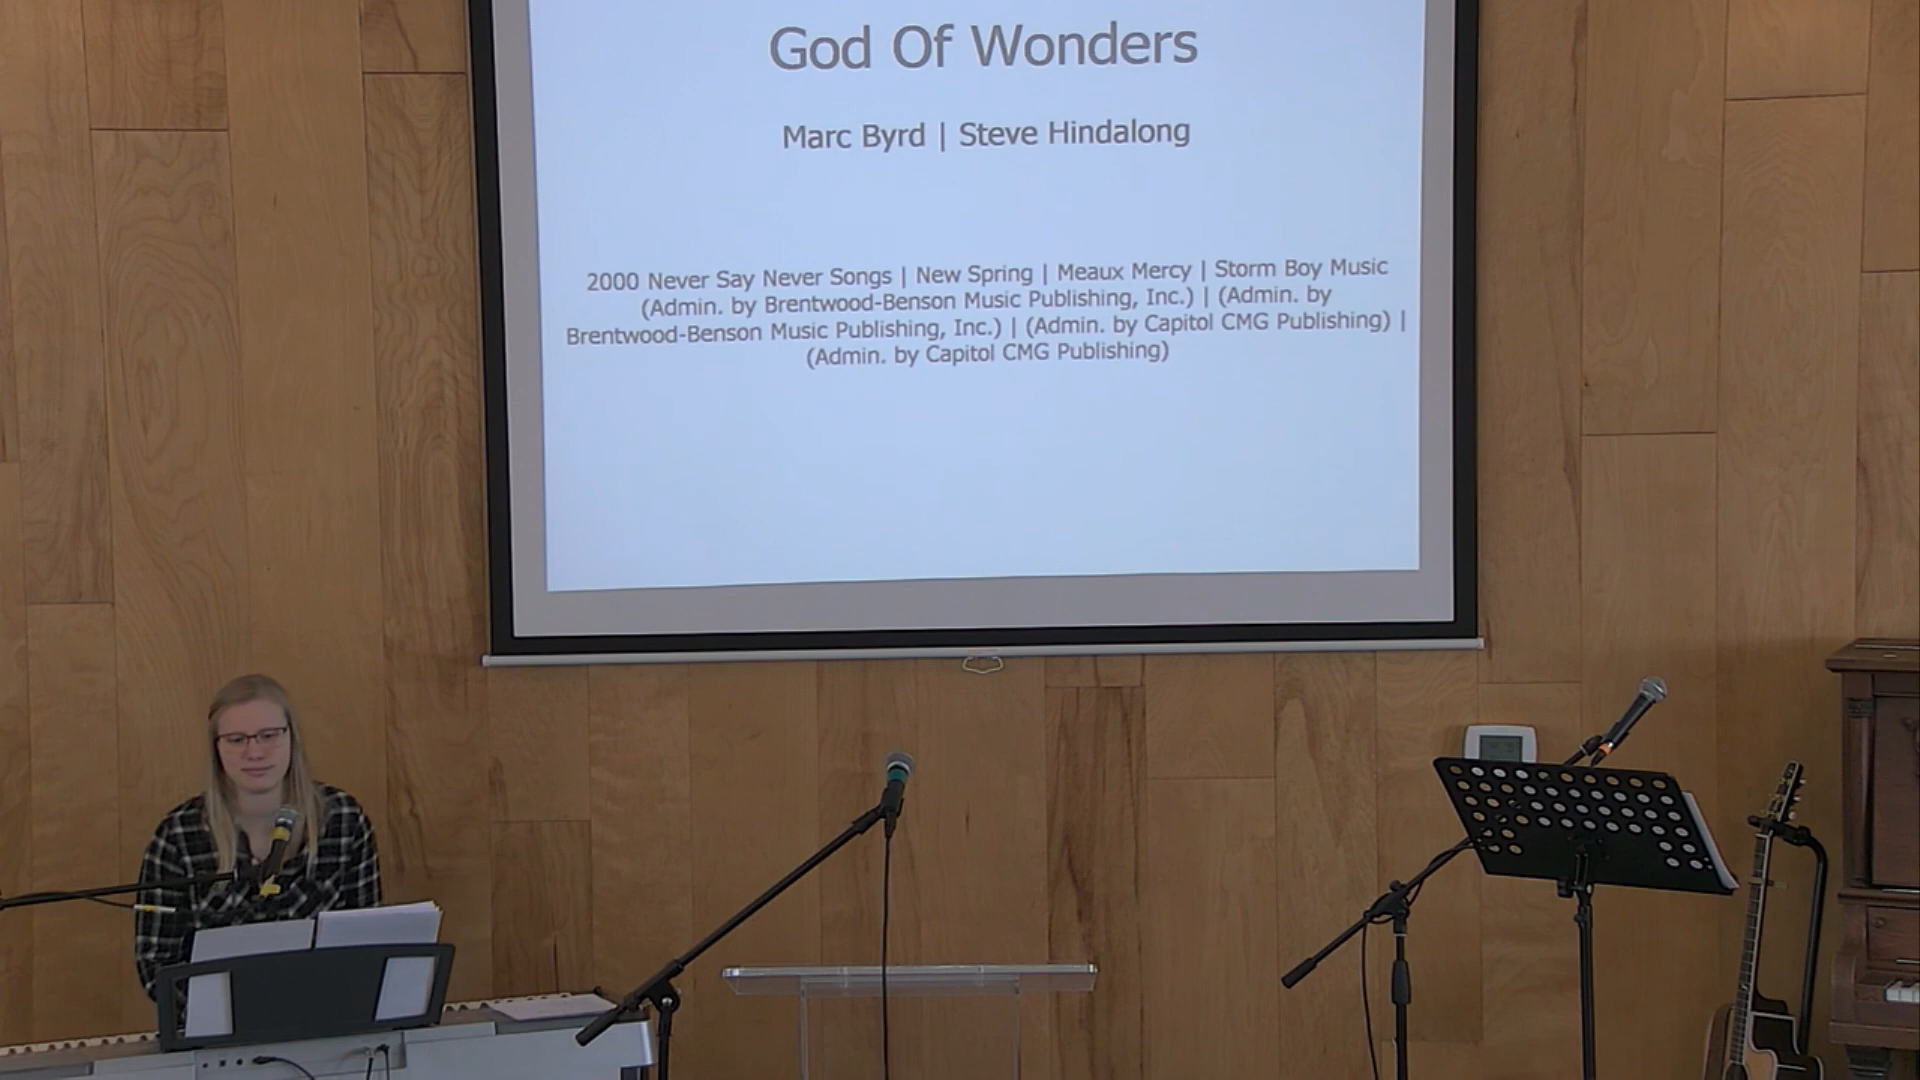 God Of Wonders
Marc Byrd | Steve Hindalong
2000 Never Say Never Songs | New Spring | Meaux Mercy | Storm Boy Music
(Admin. by Brentwood-Benson Music Publishing, Inc.) | (Admin. by
Brentwood-Benson Music Publishing, Inc.) | (Admin. by Capitol CMG Publishing) |
(Admin. by Capitol CMG Publishing)